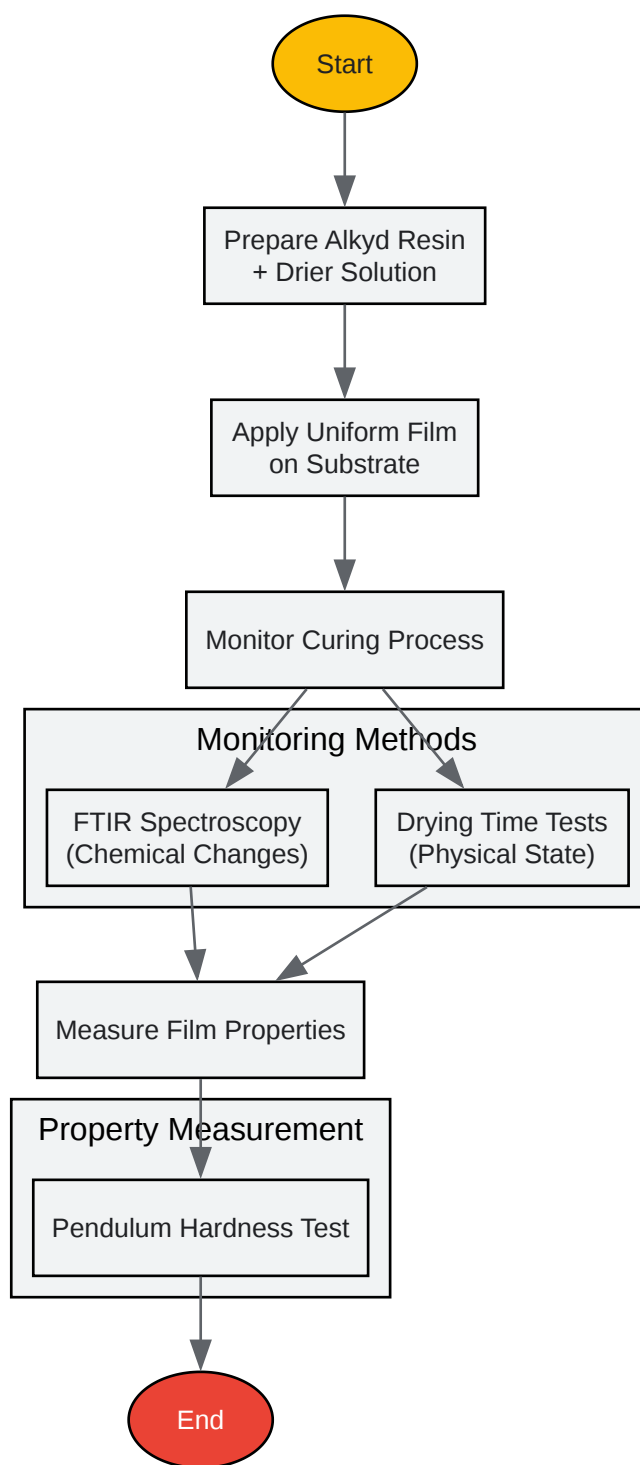 Start
Prepare Alkyd Resin
+ Drier Solution
Apply Uniform Film
on Substrate
Monitor Curing Process
Monitoring Methods
FTIR Spectroscopy
(Chemical Changes)
Drying Time Tests
(Physical State)
Measure Film Properties
Property Measurement
Pendulum Hardness Test
End